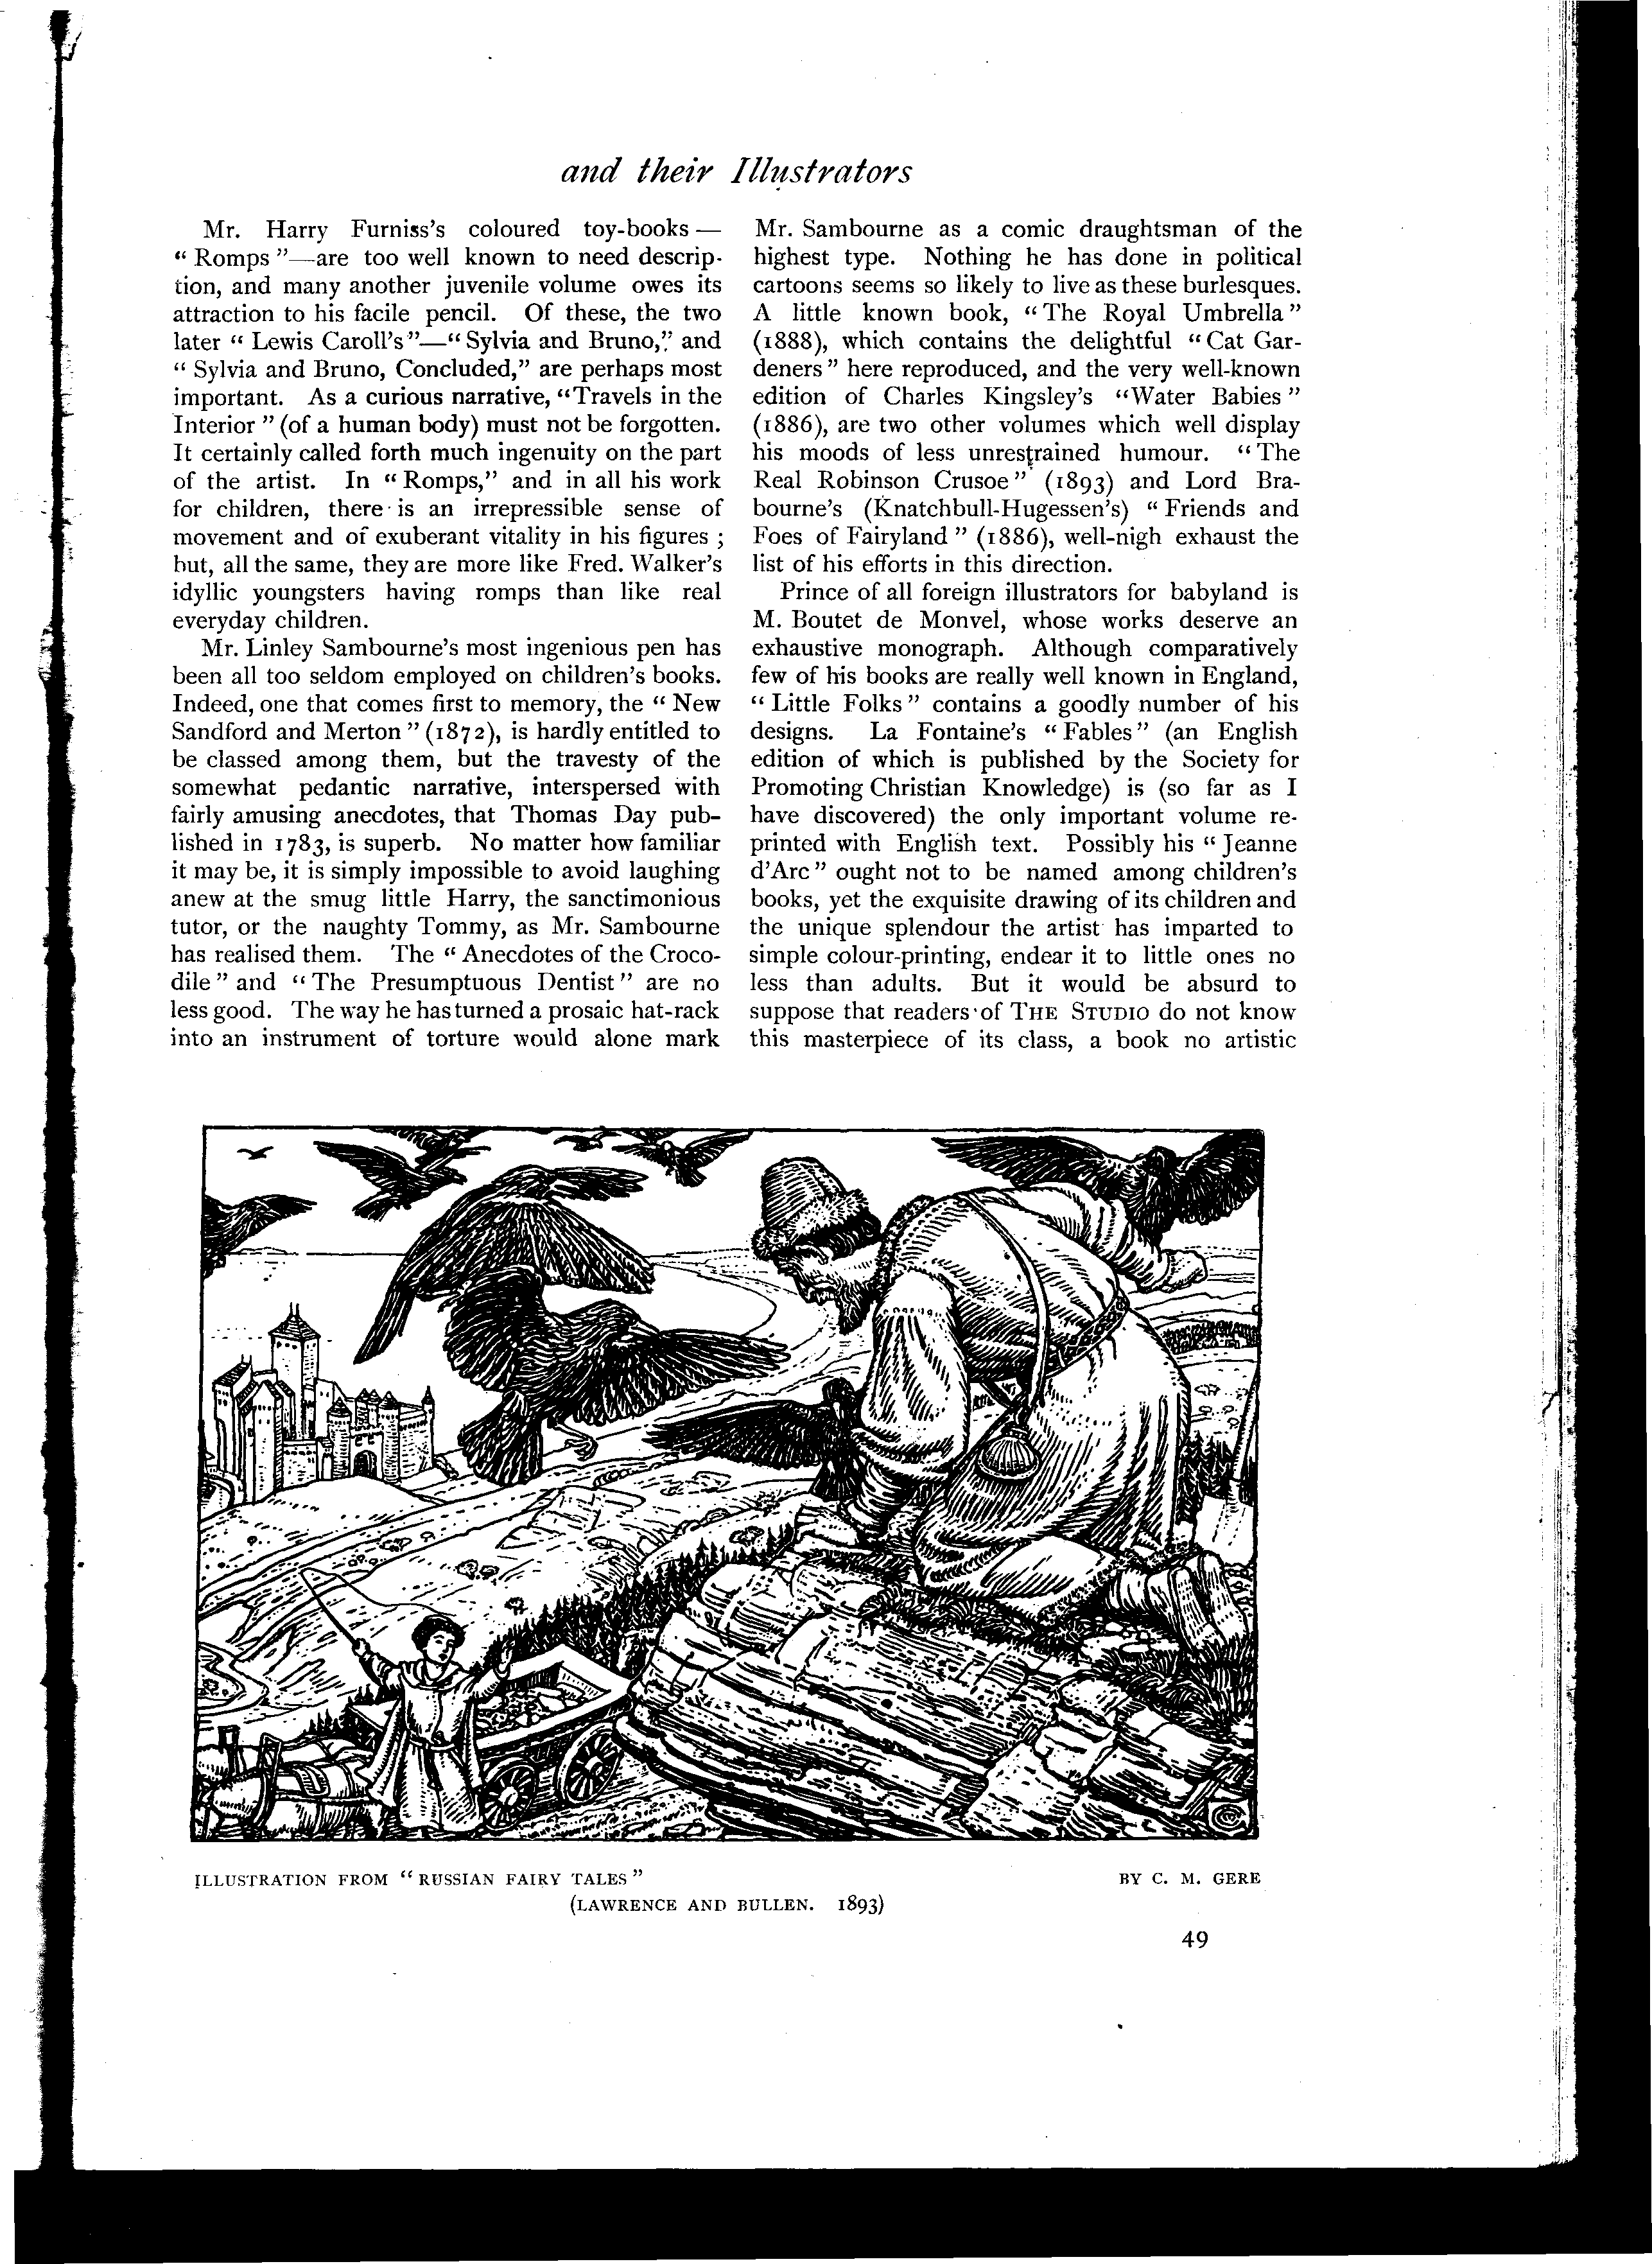 and their Illustrators
Mr. Harry Furniss's coloured toy-books—
"Romps"—are too well known to need descrip-
tion, and many another juvenile volume owes its
attraction to his facile pencil. Of these, the two
later "Lewis Caroll's"—"Sylvia and Bruno," and
"Sylvia and Bruno, Concluded," are perhaps most
important. As a curious narrative, "Travels in the
Interior" (of a human body) must not be forgotten.
It certainly called forth much ingenuity on the part
of the artist. In "Romps," and in all his work
for children, there is an irrepressible sense of
movement and of exuberant vitality in his figures;
but, all the same, they are more like Fred. Walker's
idyllic youngsters having romps than like real
everyday children.
Mr. Linley Sambourne's most ingenious pen has
been all too seldom employed on children's books.
Indeed, one that comes first to memory, the "New
Sandford and Merton" (1872), is hardly entitled to
be classed among them, but the travesty of the
somewhat pedantic narrative, interspersed with
fairly amusing anecdotes, that Thomas Day pub-
lished in 1783, is superb. No matter how familiar
it may be, it is simply impossible to avoid laughing
anew at the smug little Harry, the sanctimonious
tutor, or the naughty Tommy, as Mr. Sambourne
has realised them. The "Anecdotes of the Croco-
dile" and "The Presumptuous Dentist" are no
less good. The way he has turned a prosaic hat-rack
into an instrument of torture would alone mark
Mr. Sambourne as a comic draughtsman of the
highest type. Nothing he has done in political
cartoons seems so likely to live as these burlesques.
A little known book, "The Royal Umbrella"
(1888), which contains the delightful "Cat Gar-
deners" here reproduced, and the very well-known
edition of Charles Kingsley's "Water Babies"
(1886), are two other volumes which well display
his moods of less unrestrained humour. "The
Real Robinson Crusoe" (1893) and Lord Bra-
bourne's (Knatchbull-Hugessen's) "Friends and
Foes of Fairyland" (1886), well-nigh exhaust the
list of his efforts in this direction.
Prince of all foreign illustrators for babyland is
M. Boutet de Monvel, whose works deserve an
exhaustive monograph. Although comparatively
few of his books are really well known in England,
"Little Folks" contains a goodly number of his
designs. La Fontaine's "Fables" (an English
edition of which is published by the Society for
Promoting Christian Knowledge) is (so far as I
have discovered) the only important volume re-
printed with English text. Possibly his "Jeanne
d'Arc" ought not to be named among children's
books, yet the exquisite drawing of its children and
the unique splendour the artist has imparted to
simple colour-printing, endear it to little ones no
less than adults. But it would be absurd to
suppose that readers of THE STUDIO do not know
this masterpiece of its class, a book no artistic
ILLUSTRATION FROM "RUSSIAN FAIRY TALES"
BY C. M. GERE
(LAWRENCE AND BULLEN. 1893)
49